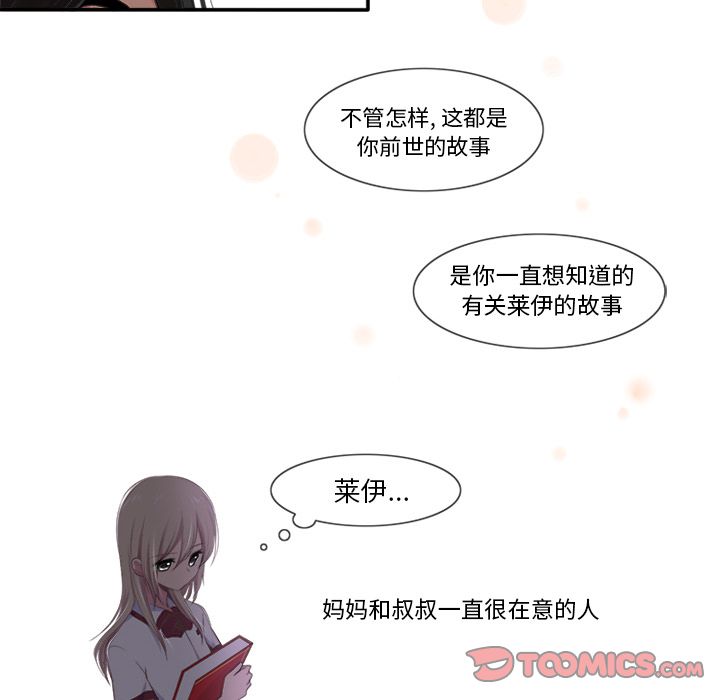 不管怎样, 这都是
你前世的故事
是你一直想知道的
有关莱伊的故事
莱伊...
妈妈和叔叔一直很在意的人
TOOMICS.COM